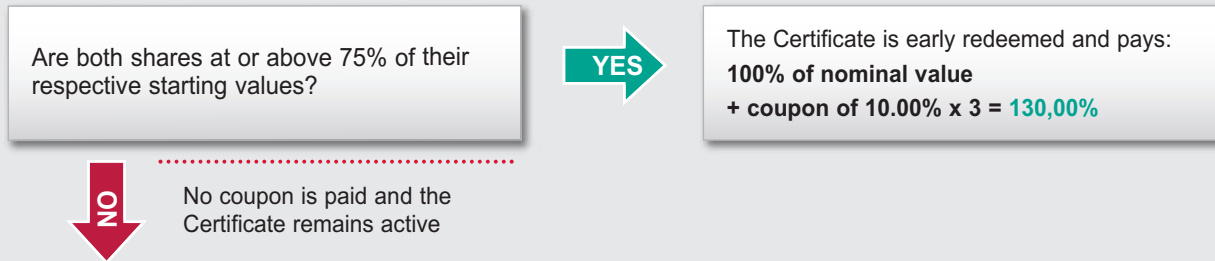 Are both shares at or above 75% of their
respective starting values?
YES
The Certificate is early redeemed and pays:
100% of nominal value
+ coupon of 10.00% x 3 = 130,00%
NO
No coupon is paid and the
Certificate remains active